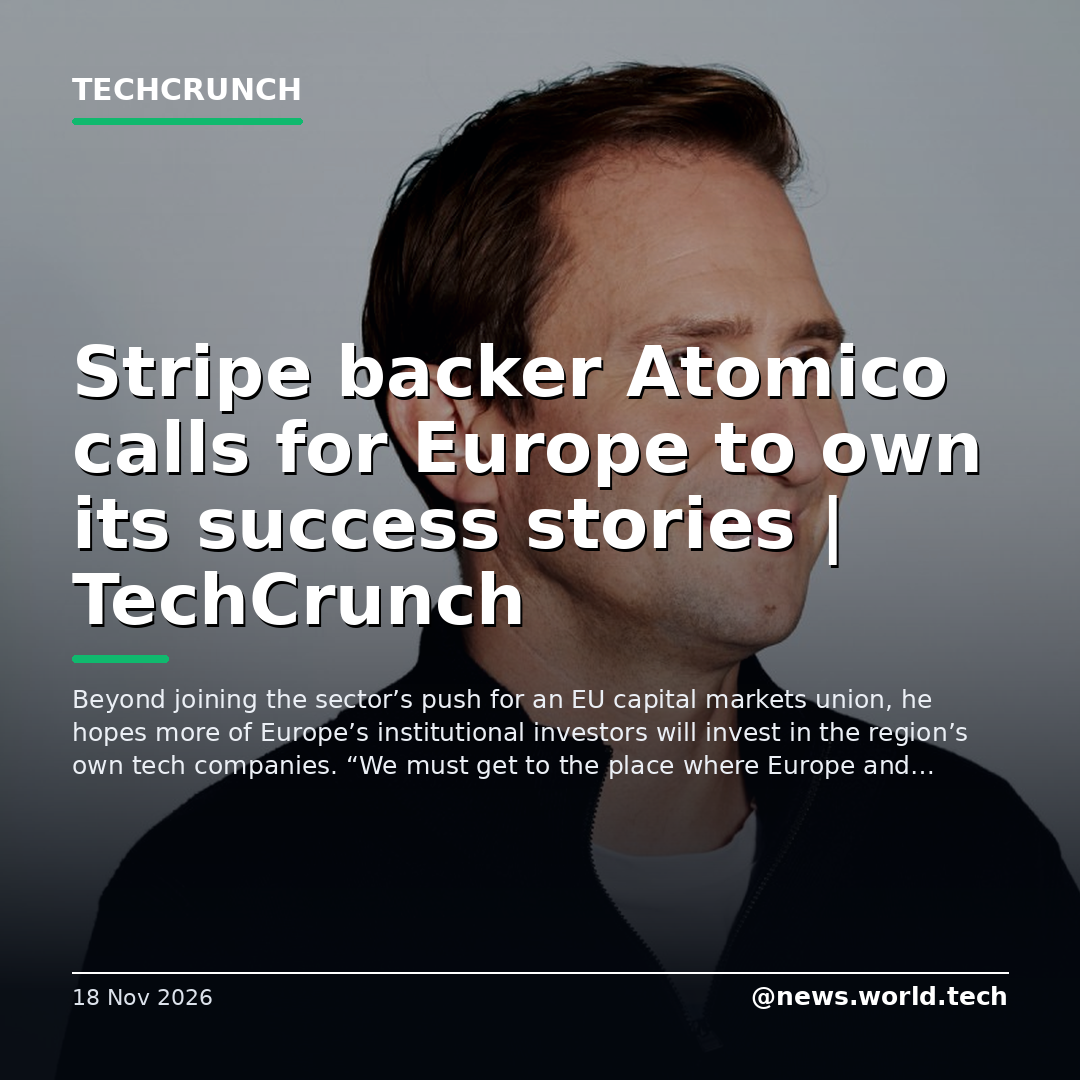 TECHCRUNCH
Stripe backer Atomico
calls for Europe to own
its success stories |
TechCrunch
Beyond joining the sector’s push for an EU capital markets union, he
hopes more of Europe’s institutional investors will invest in the region’s
own tech companies. “We must get to the place where Europe and...
18 Nov 2026
@news.world.tech